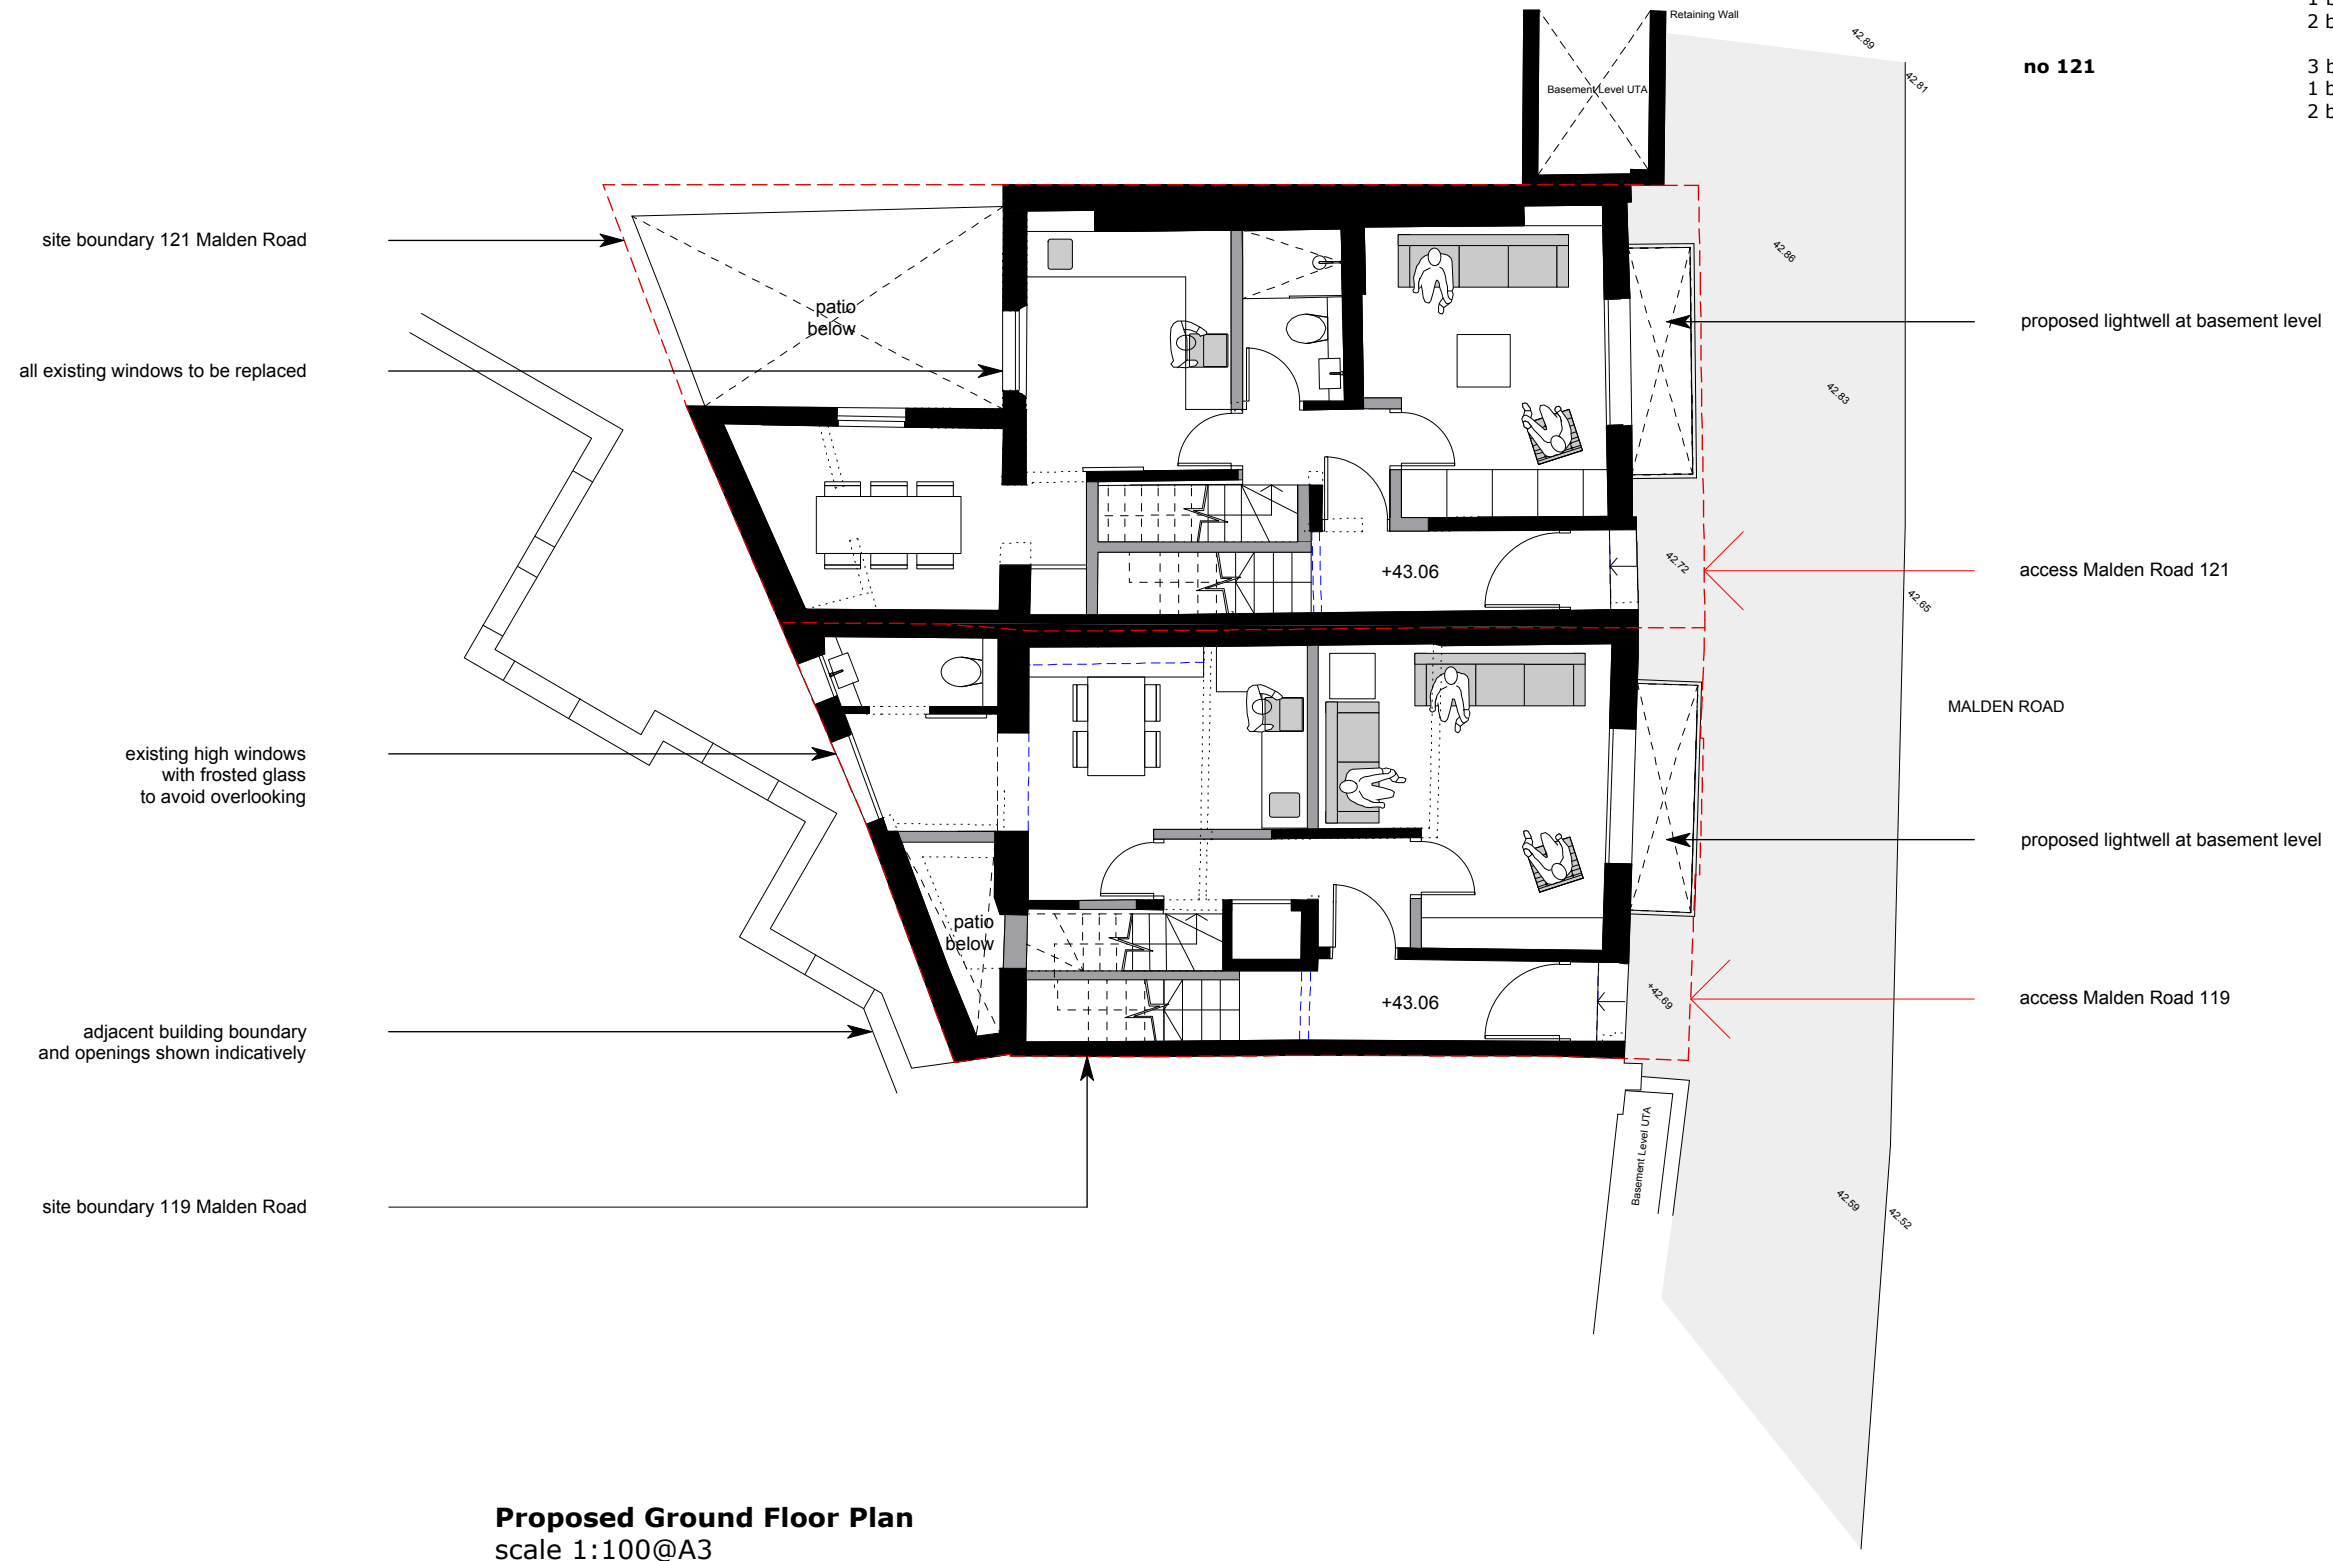 1 b
2 b
Retaining Wall
42.89
no 121
3 b
1 b
2 b
42.81
Basement Level UTA
site boundary 121 Malden Road
42.86
patio
below
proposed lightwell at basement level
all existing windows to be replaced
42.83
+43.06
42.72
access Malden Road 121
42.65
MALDEN ROAD
existing high windows
with frosted glass
to avoid overlooking
proposed lightwell at basement level
patio
below
+43.06
+42.69
access Malden Road 119
adjacent building boundary
and openings shown indicatively
Basement Level UTA
site boundary 119 Malden Road
42.59
42.52
Proposed Ground Floor Plan
scale 1:100@A3